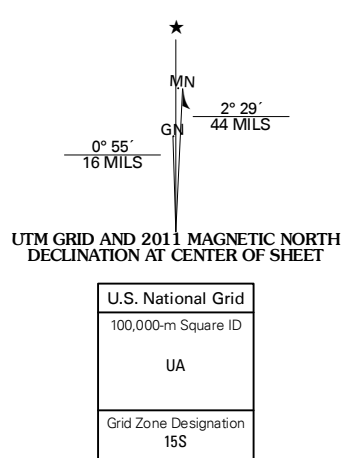 ★
MN
2° 29´
44 MILS
GN
0° 55´
16 MILS
UTM GRID AND 2011 MAGNETIC NORTH
DECLINATION AT CENTER OF SHEET
U.S. National Grid
100,000-m Square ID
UA
Grid Zone Designation
15S